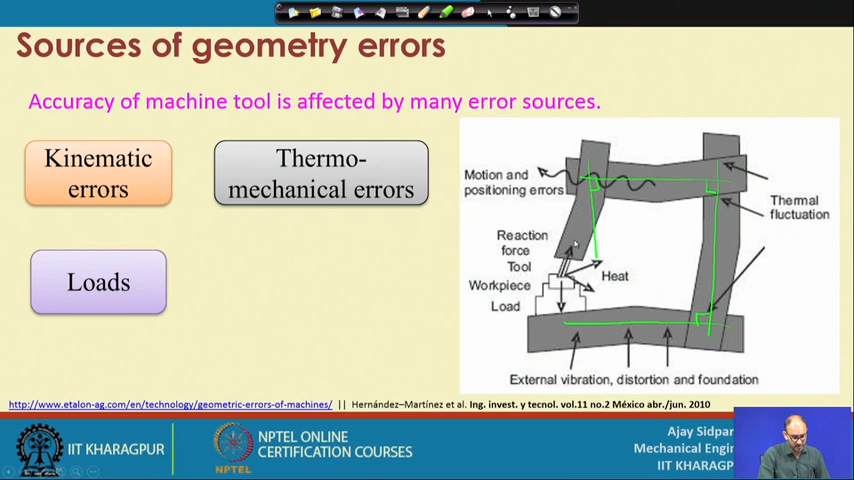 Sources of geometry errors
Accuracy of machine tool is affected by many error sources.
Kinematic
errors
Thermo-
mechanical errors
Loads
Motion and
positioning errors
Thermal
fluctuation
Reaction
force
Tool
Heat
Workpiece
Load
External vibration, distortion and foundation
http://www.etalon-ag.com/en/technology/geometric-errors-of-machines/ || Hernández–Martínez et al. Ing. invest. y tecnol. vol.11 no.2 México abr./jun. 2010
IIT KHARAGPUR
NPTEL
NPTEL ONLINE
CERTIFICATION COURSES
Ajay Sidpar
Mechanical Engin
IIT KHARAGP